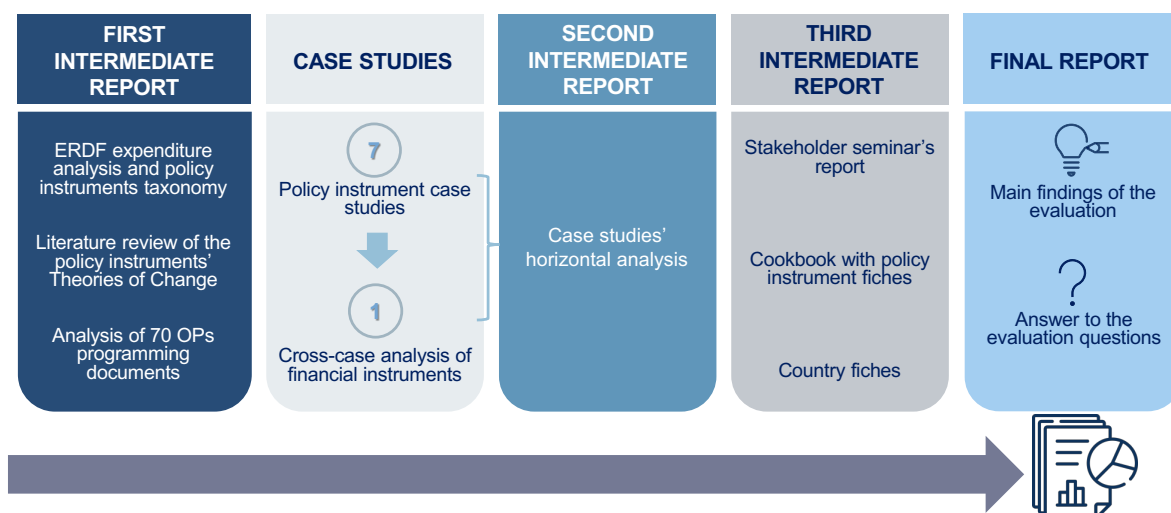 FIRST
INTERMEDIATE
REPORT
ERDF expenditure
analysis and policy
instruments taxonomy
Literature review of the
policy instruments'
Theories of Change
Analysis of 70 OPs
programming
documents
CASE STUDIES
7
Policy instrument case
studies
1
Cross-case analysis of
financial instruments
SECOND
INTERMEDIATE
REPORT
Case studies'
horizontal analysis
THIRD
INTERMEDIATE
REPORT
Stakeholder seminar's
report
Cookbook with policy
instrument fiches
Country fiches
FINAL REPORT
Main findings of the
evaluation
Answer to the
evaluation questions